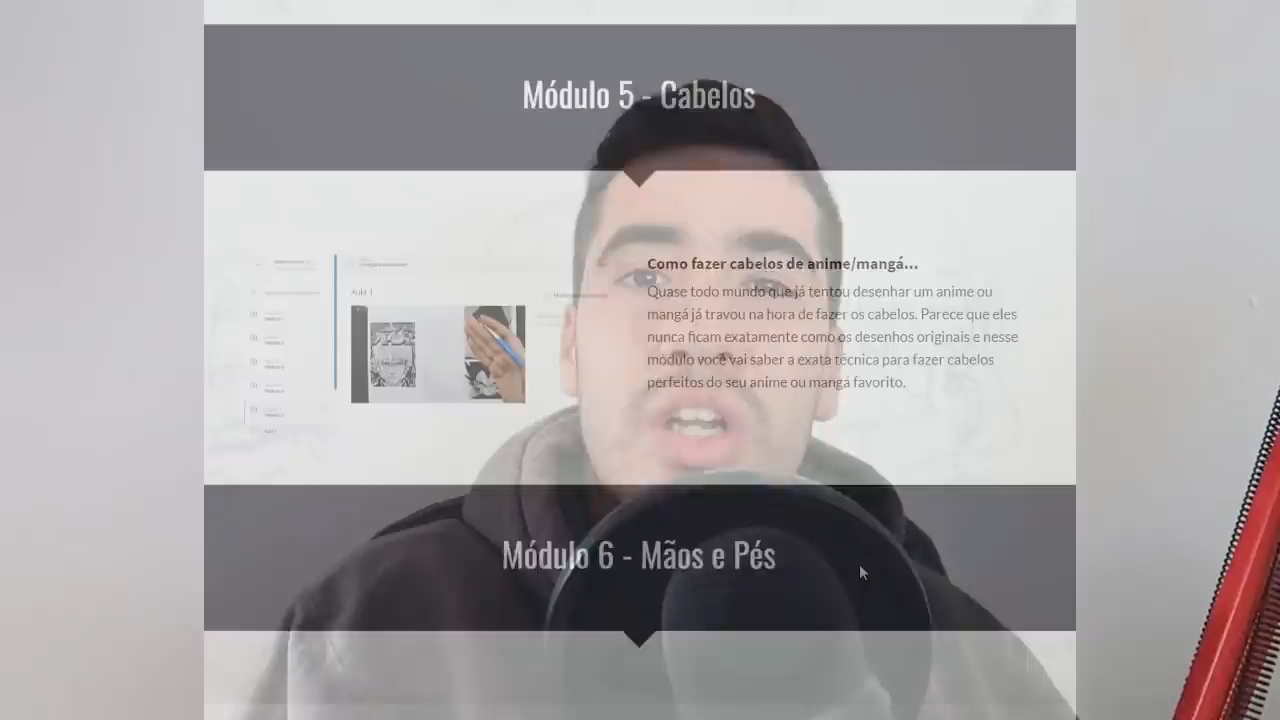 Módulo 5 - Cabelos
Como fazer cabelos de anime/mangá...
Aula 1
Quase todo mundo que já tentou desenhar um anime ou
mangá já travou na hora de fazer os cabelos. Parece que eles
nunca ficam exatamente como os desenhos originais e nesse
módulo você vai saber a exata técnica para fazer cabelos
perfeitos do seu anime ou mangá favorito.
Módulo 6 - Mãos e Pés